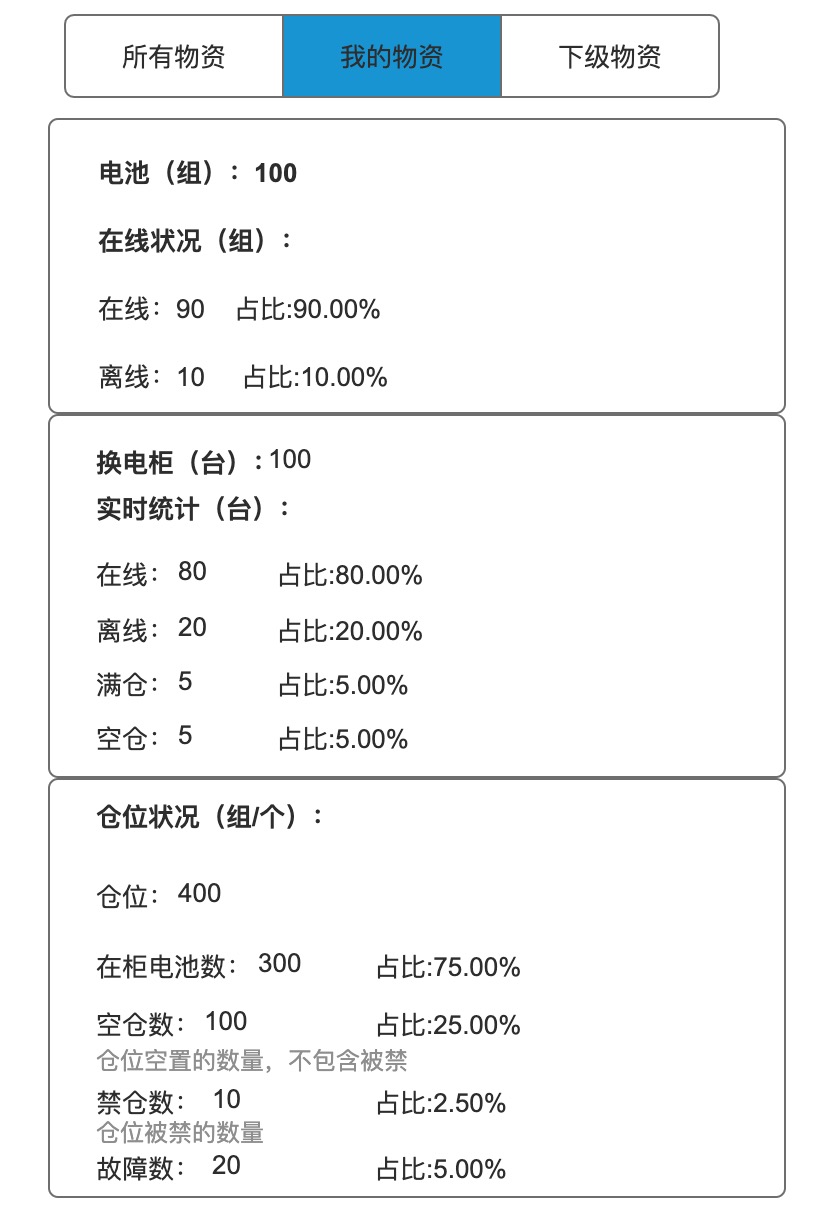 所有物资 我的物资 下级物资
电池（组）：100
在线状况（组）：
在线：90 占比:90.00%
离线：10 占比:10.00%
换电柜（台）:100
实时统计（台）：
在线： 80 占比:80.00%
离线： 20 占比:20.00%
满仓： 5 占比:5.00%
空仓： 5 占比:5.00%
仓位状况（组/个）：
仓位： 400
在柜电池数： 300 占比:75.00%
空仓数： 100 占比:25.00%
仓位空置的数量，不包含被禁
禁仓数： 10 占比:2.50%
仓位被禁的数量
故障数： 20 占比:5.00%